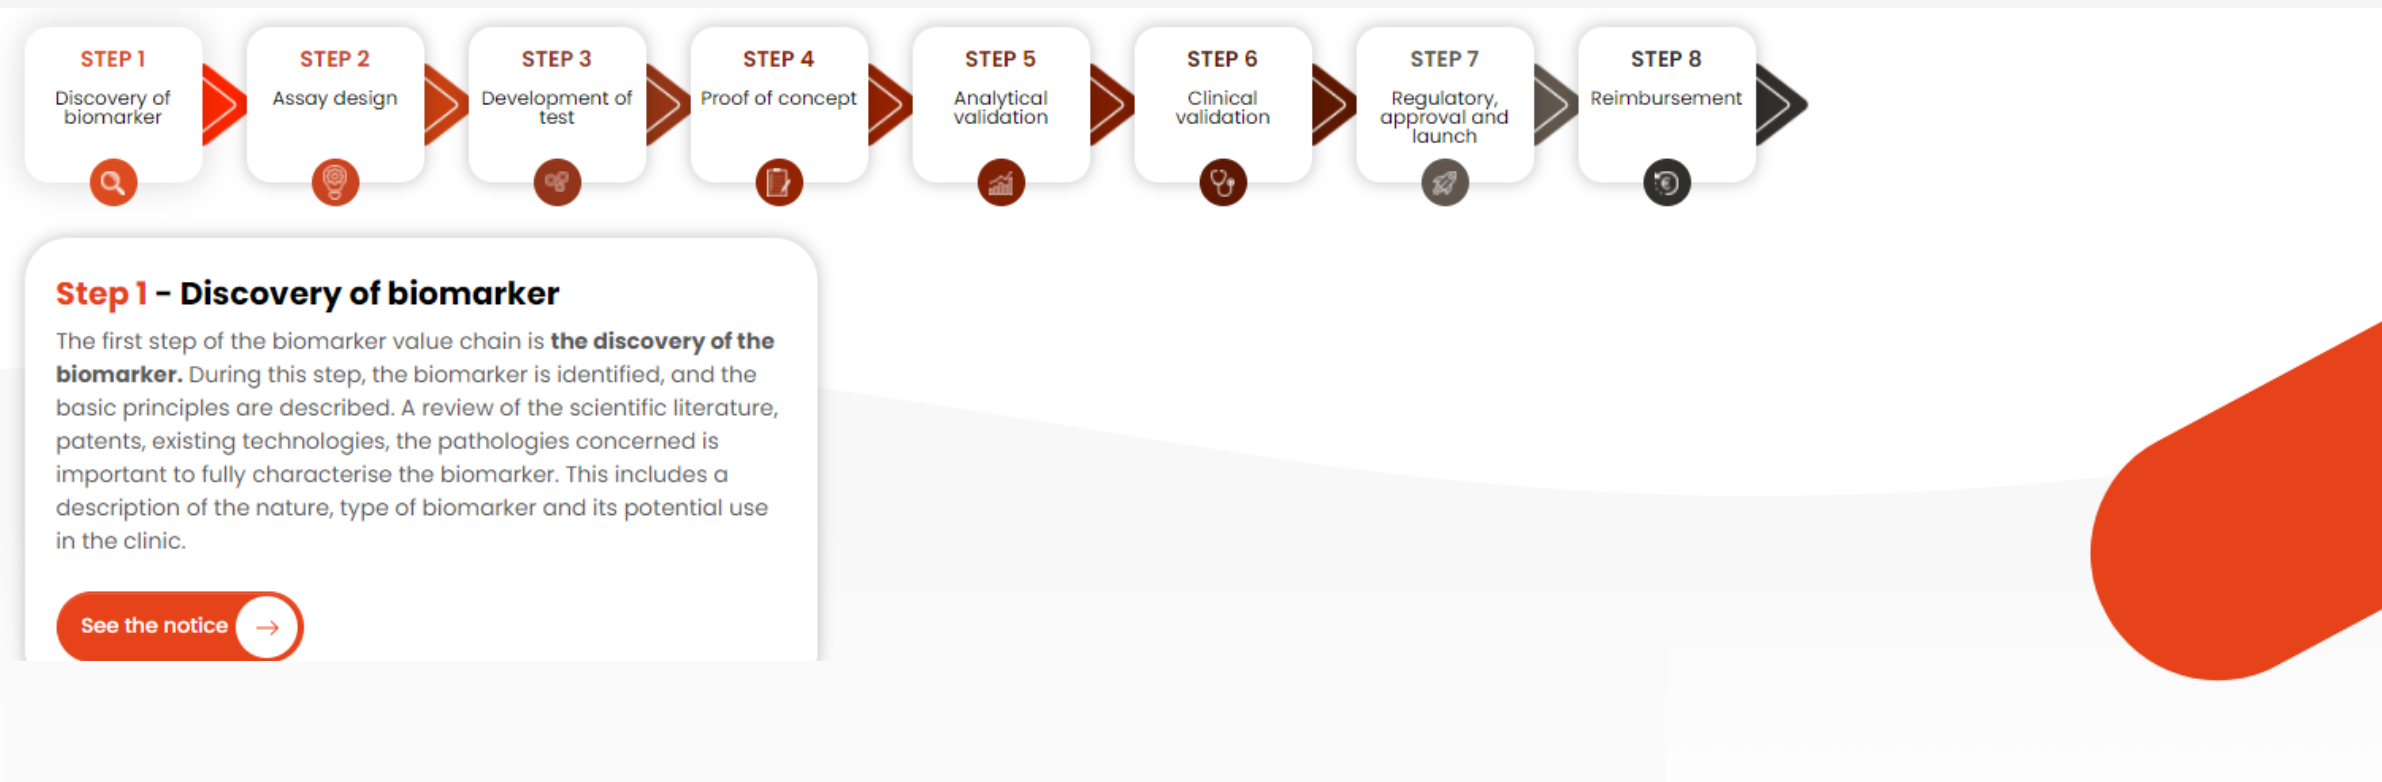 STEP 1
Discovery of
biomarker
STEP 2
Assay design
STEP 3
Development of
test
STEP 4
Proof of concept
STEP 5
Analytical
validation
STEP 6
Clinical
validation
STEP 7
Regulatory,
approval and
launch
STEP 8
Reimbursement
Step 1 - Discovery of biomarker
The first step of the biomarker value chain is the discovery of the
biomarker. During this step, the biomarker is identified, and the
basic principles are described. A review of the scientific literature,
patents, existing technologies, the pathologies concerned is
important to fully characterise the biomarker. This includes a
description of the nature, type of biomarker and its potential use
in the clinic.
See the notice